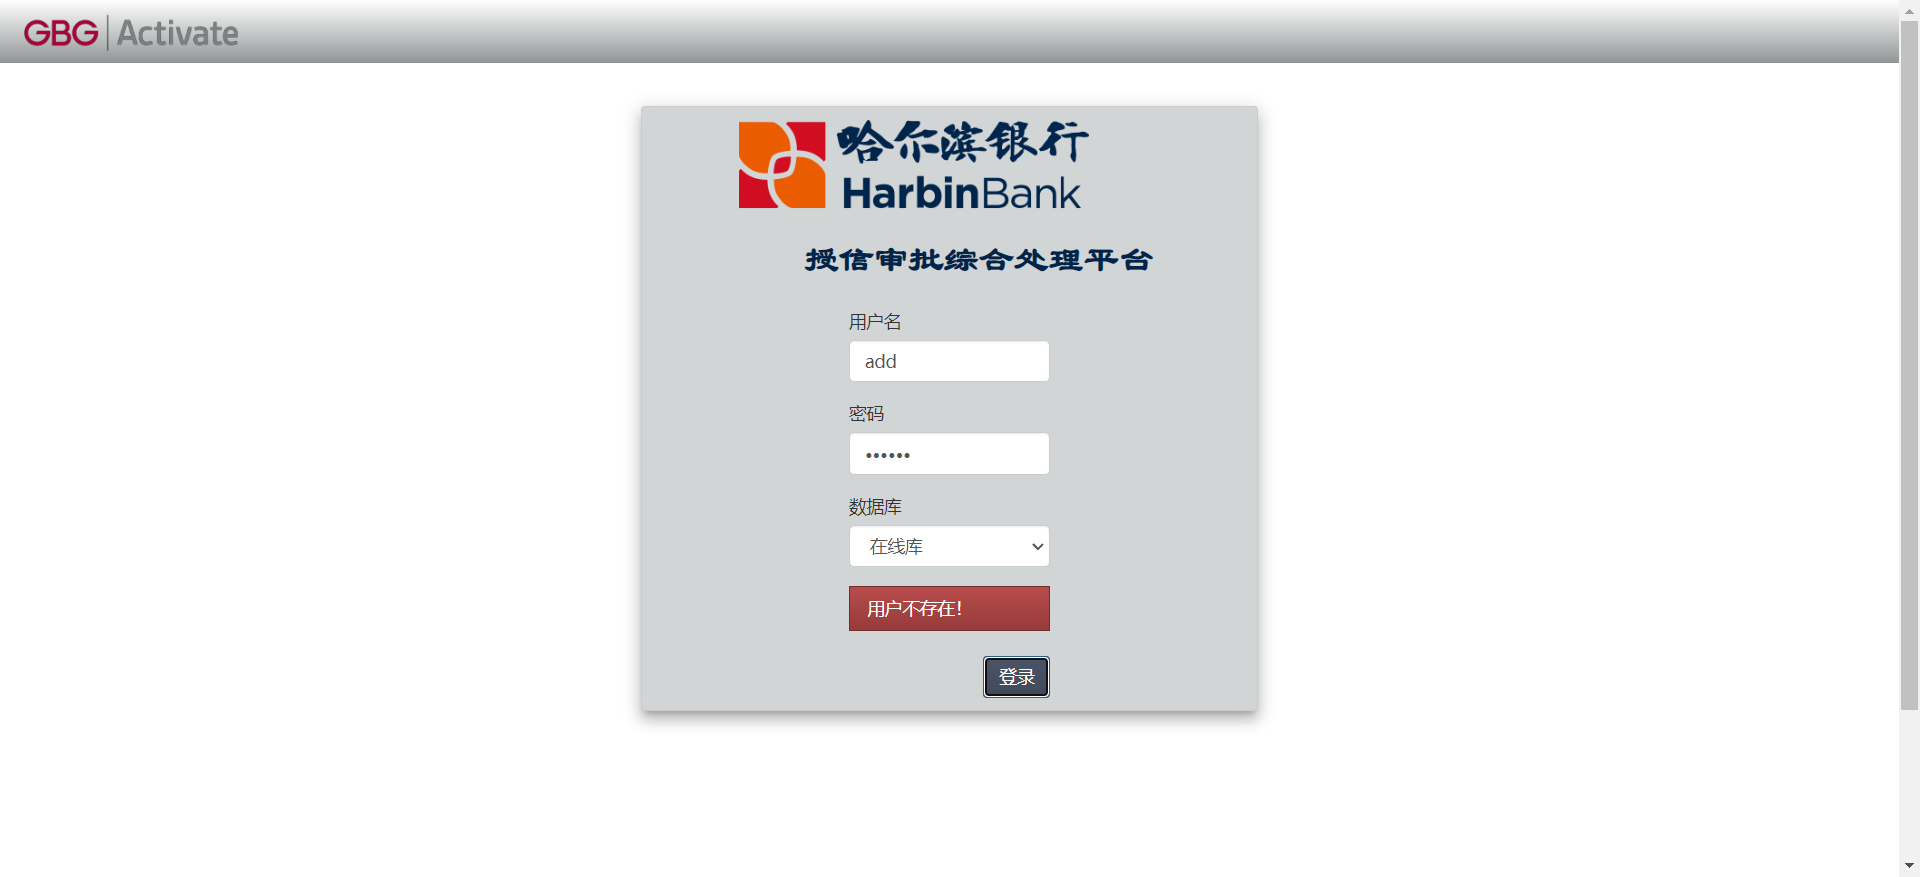 GBG Activate
哈尔滨银行
HarbinBank
授信审批综合处理平台
用户名
add
密码
••••••
数据库
在线库
用户不存在!
登录